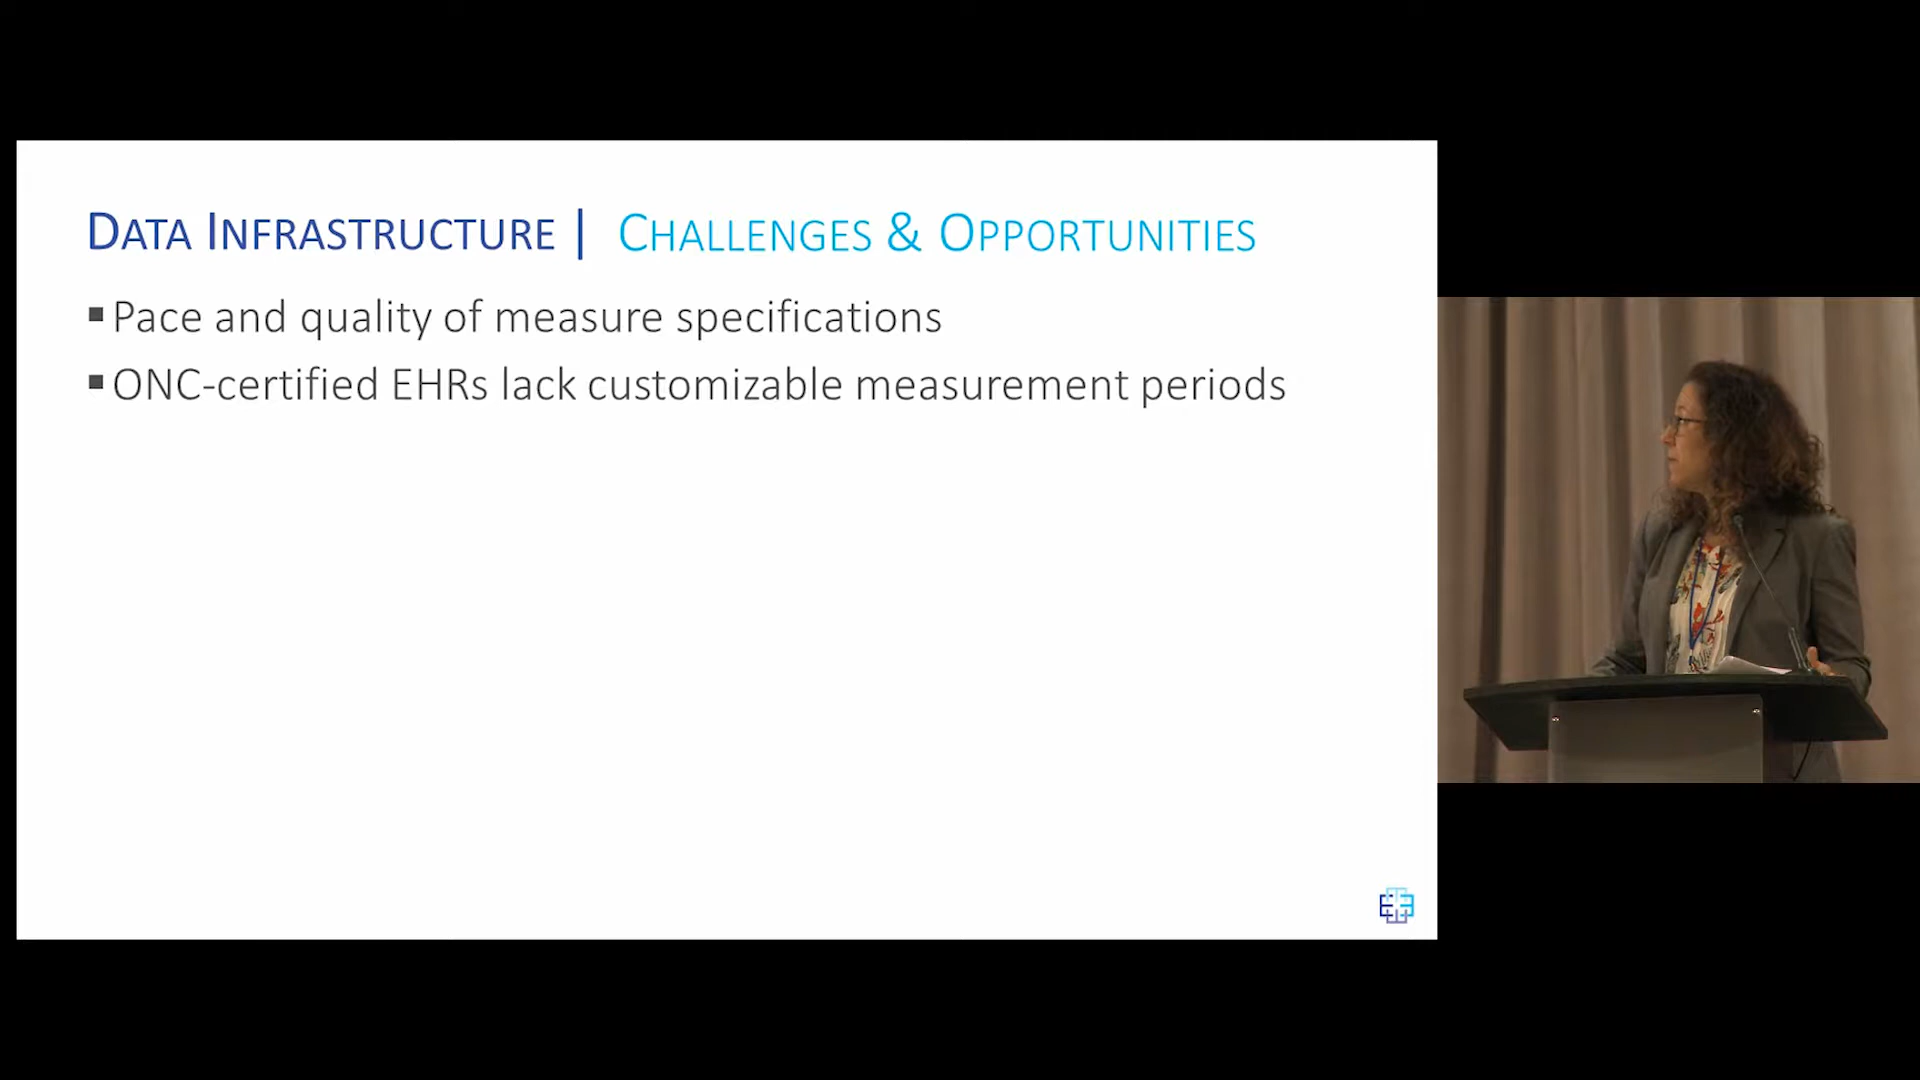 DATA INFRASTRUCTURE | CHALLENGES & OPPORTUNITIES
▪Pace and quality of measure specifications
▪ONC-certified EHRs lack customizable measurement periods